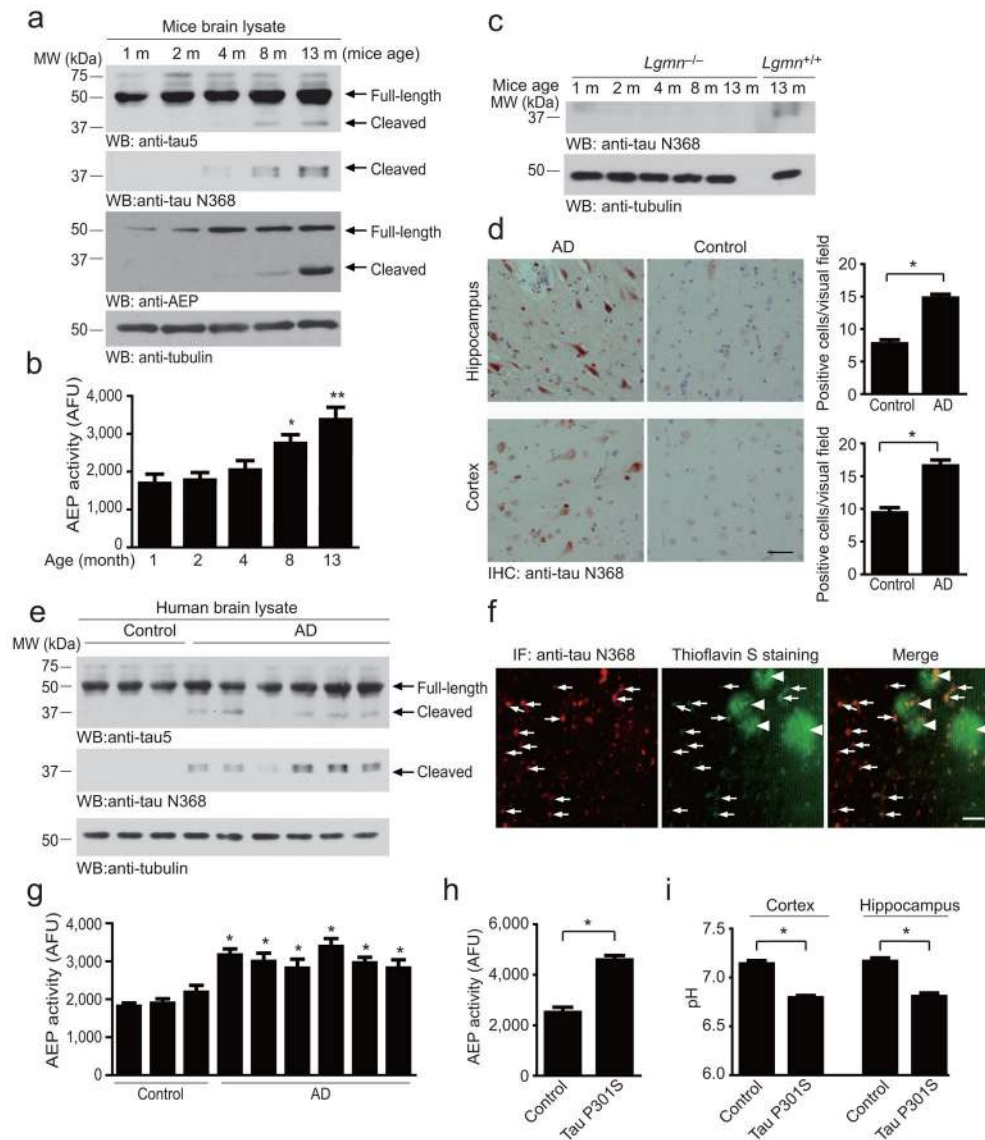 a
Mice brain lysate
MW (kDa)
1 m 2 m 4 m 8 m 13 m (mice age)
75
50
37
Full-length
Cleaved
WB: anti-tau5
37
Cleaved
WB:anti-tau N368
50
37
Full-length
Cleaved
WB: anti-AEP
50
WB: anti-tubulin
b
AEP activity (AFU)
4,000
3,000
2,000
1,000
0
* **
Age (month) 1 2 4 8 13
c
Lgmn–/– Lgmn+/+
Mice age 1 m 2 m 4 m 8 m 13 m 13 m
MW (kDa)
37
WB: anti-tau N368
50
WB: anti-tubulin
d
AD Control
Hippocampus
Cortex
IHC: anti-tau N368
Positive cells/visual field
20
15
10
5
0
*
Control AD
Positive cells/visual field
20
15
10
5
0
*
Control AD
e
Human brain lysate
Control AD
MW (kDa)
75
50
37
Full-length
Cleaved
WB:anti-tau5
37
Cleaved
WB:anti-tau N368
50
WB:anti-tubulin
f
IF: anti-tau N368 Thioflavin S staining Merge
g
AEP activity (AFU)
4,000
3,000
2,000
1,000
0
* * * * * *
Control AD
h
AEP activity (AFU)
6,000
4,000
2,000
0
*
Control Tau P301S
i
Cortex Hippocampus
pH
7.5
7.0
6.5
6.0
* *
Control Tau P301S Control Tau P301S